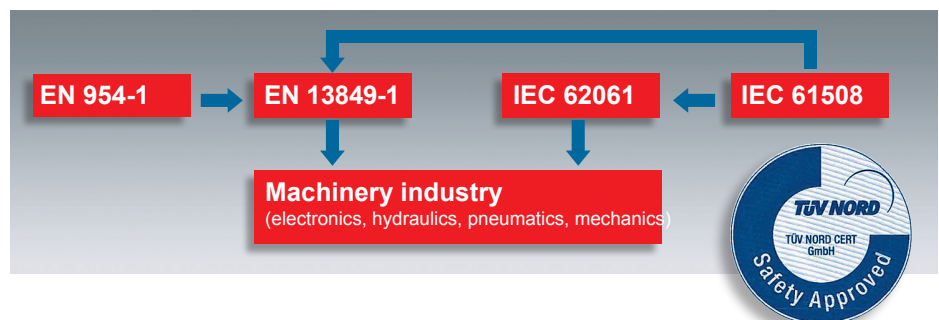 EN 954-1
EN 13849-1
IEC 62061
IEC 61508
Machinery industry
(electronics, hydraulics, pneumatics, mechanics)
TÜV NORD
TÜV NORD CERT
GmbH
Safety Approved